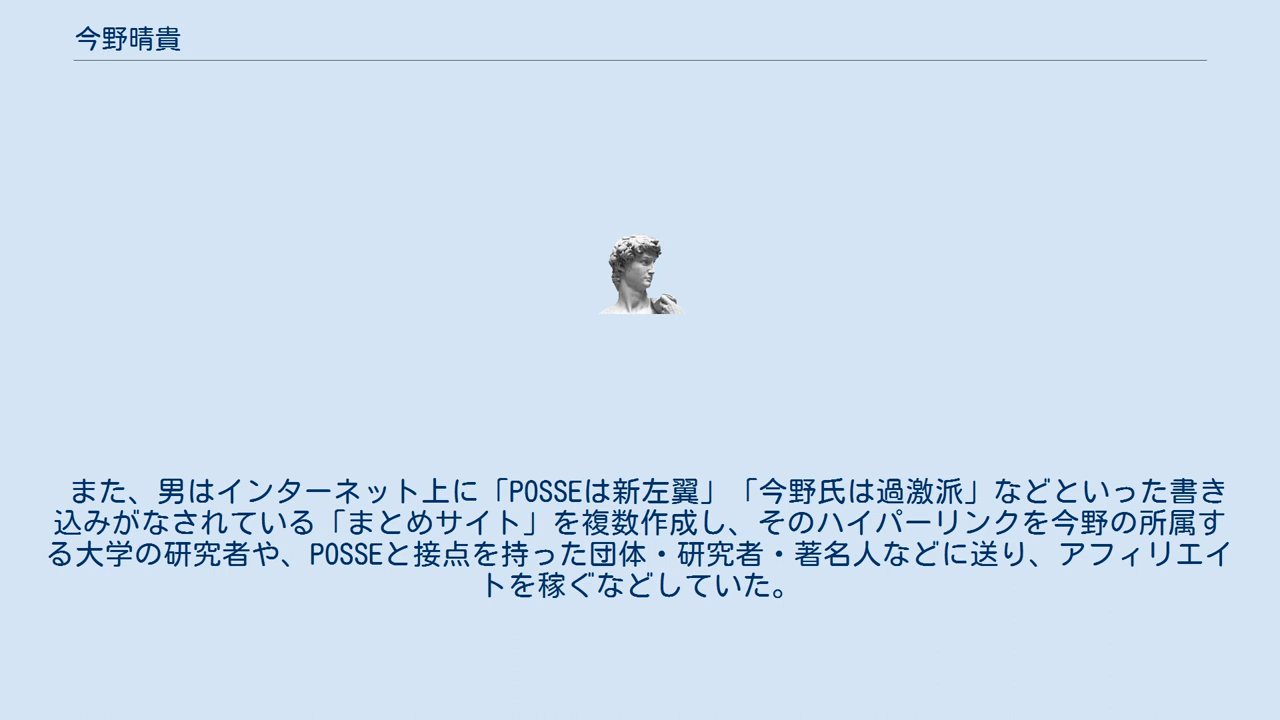 今野晴貴
また、男はインターネット上に「POSSEは新左翼」「今野氏は過激派」などといった書き
込みがなされている「まとめサイト」を複数作成し、そのハイパーリンクを今野の所属す
る大学の研究者や、POSSEと接点を持った団体・研究者・著名人などに送り、アフィリエイ
トを稼ぐなどしていた。